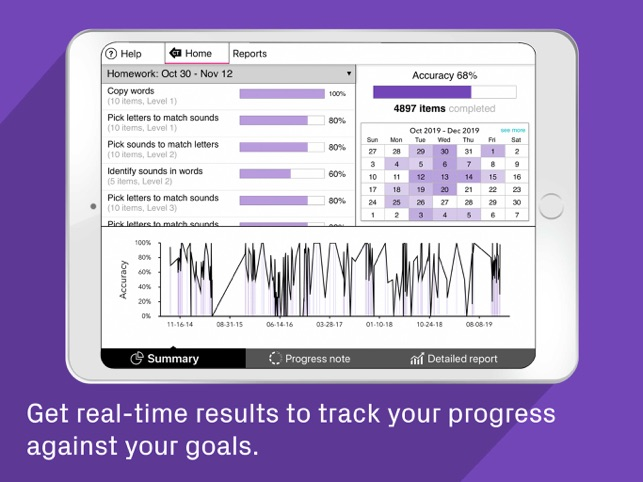 Help
CT
Home
Reports
Homework: Oct 30 - Nov 12
Copy words
(10 items, Level 1)
100%
Pick letters to match sounds
(10 items, Level 1)
80%
Pick sounds to match letters
(10 items, Level 2)
80%
Identify sounds in words
(5 items, Level 2)
60%
Pick letters to match sounds
(10 items, Level 3)
80%
Pick letters to match sounds
80%
Accuracy 68%
4897 items completed
Oct 2019 - Dec 2019
see more
Sun Mon Tue Wed Thu Fri Sat
27 28 29 30 31 1 2
3 4 5 6 7 8 9
10 11 12 13 14 15 16
17 18 19 20 21 22 23
24 25 26 27 28 29 30
1 2 3 4 5 6 7
Accuracy
100%
80%
60%
40%
20%
0%
11-16-14 08-31-15 06-14-16 03-28-17 01-10-18 10-24-18 08-08-19
Summary
Progress note
Detailed report
Get real-time results to track your progress
against your goals.